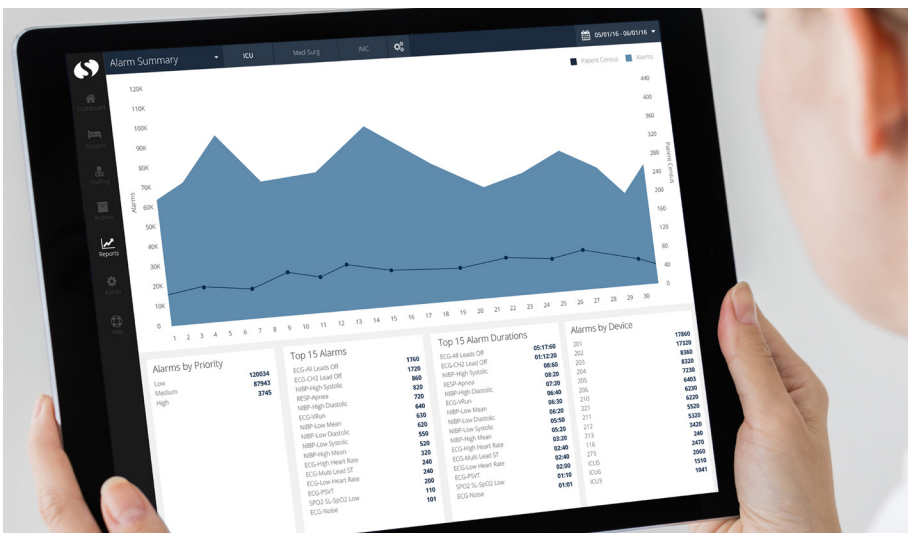 Alarm Summary
ICU
Med-Surg
IMC
05/01/16 - 06/01/16
Patient Census
Alarms
Dashboard
Patients
Staffing
Archive
Reports
Admin
Help
120K
110K
100K
90K
80K
70K
60K
50K
40K
30K
20K
10K
0
Alarms
440
400
360
320
280
240
200
160
120
80
40
0
Patient Census
1 2 3 4 5 6 7 8 9 10 11 12 13 14 15 16 17 18 19 20 21 22 23 24 25 26 27 28 29 30
Alarms by Priority
Low 120034
Medium 87943
High 3745
Top 15 Alarms
ECG-All Leads Off 1760
ECG-CH2 Lead Off 1720
NIBP-High Systolic 860
RESP-Apnea 820
NIBP-High Diastolic 720
ECG-VRun 640
NIBP-Low Mean 630
NIBP-Low Diastolic 620
NIBP-Low Systolic 550
NIBP-High Mean 520
ECG-High Heart Rate 320
ECG-Multi Lead ST 240
ECG-Low Heart Rate 240
ECG-PSVT 200
SPO2 SL-SpO2 Low 110
ECG-Noise 101
Top 15 Alarm Durations
ECG-All Leads Off 05:17:60
ECG-CH2 Lead Off 01:12:20
NIBP-High Systolic 08:60
RESP-Apnea 08:20
NIBP-High Diastolic 07:20
ECG-VRun 06:40
NIBP-Low Mean 06:30
NIBP-Low Diastolic 06:20
NIBP-Low Systolic 05:50
NIBP-High Mean 05:20
ECG-High Heart Rate 03:20
ECG-Multi Lead ST 02:40
ECG-Low Heart Rate 02:40
ECG-PSVT 02:00
SPO2 SL-SpO2 Low 01:10
ECG-Noise 01:01
Alarms by Device
201 17860
202 17320
203 8360
204 8320
205 7230
206 6403
210 6230
221 6220
211 5520
212 5320
213 3420
116 240
273 2470
ICU5 2060
ICU6 1510
ICU3 1041